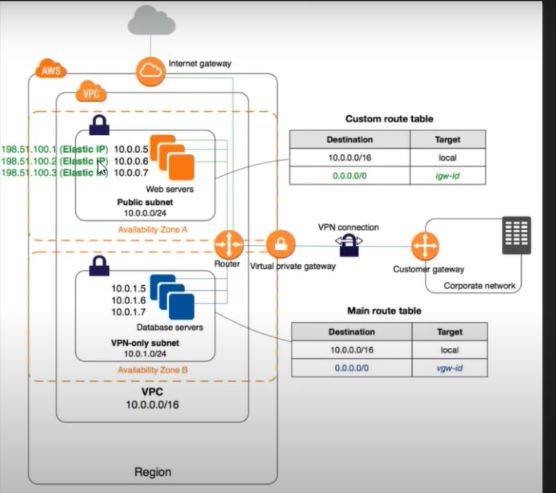 Internet gateway
AWS
VPC
Custom route table
Destination Target
10.0.0.0/16 local
0.0.0.0/0 igw-id
198.51.100.1 (Elastic IP) 10.0.0.5
198.51.100.2 (Elastic IP) 10.0.0.6
198.51.100.3 (Elastic IP) 10.0.0.7
Web servers
Public subnet
10.0.0.0/24
Availability Zone A
VPN connection
Router
Virtual private gateway
Customer gateway
Corporate network
10.0.1.5
10.0.1.6
10.0.1.7
Database servers
VPN-only subnet
10.0.1.0/24
Availability Zone B
Main route table
Destination Target
10.0.0.0/16 local
0.0.0.0/0 vgw-id
VPC
10.0.0.0/16
Region